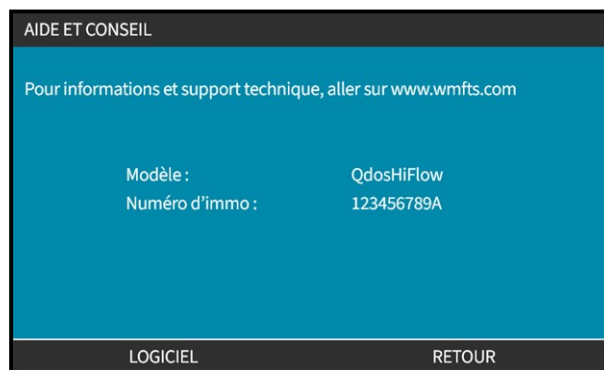 AIDE ET CONSEIL
Pour informations et support technique, aller sur www.wmfts.com
Modèle : QdosHiFlow
Numéro d’immo : 123456789A
LOGICIEL RETOUR